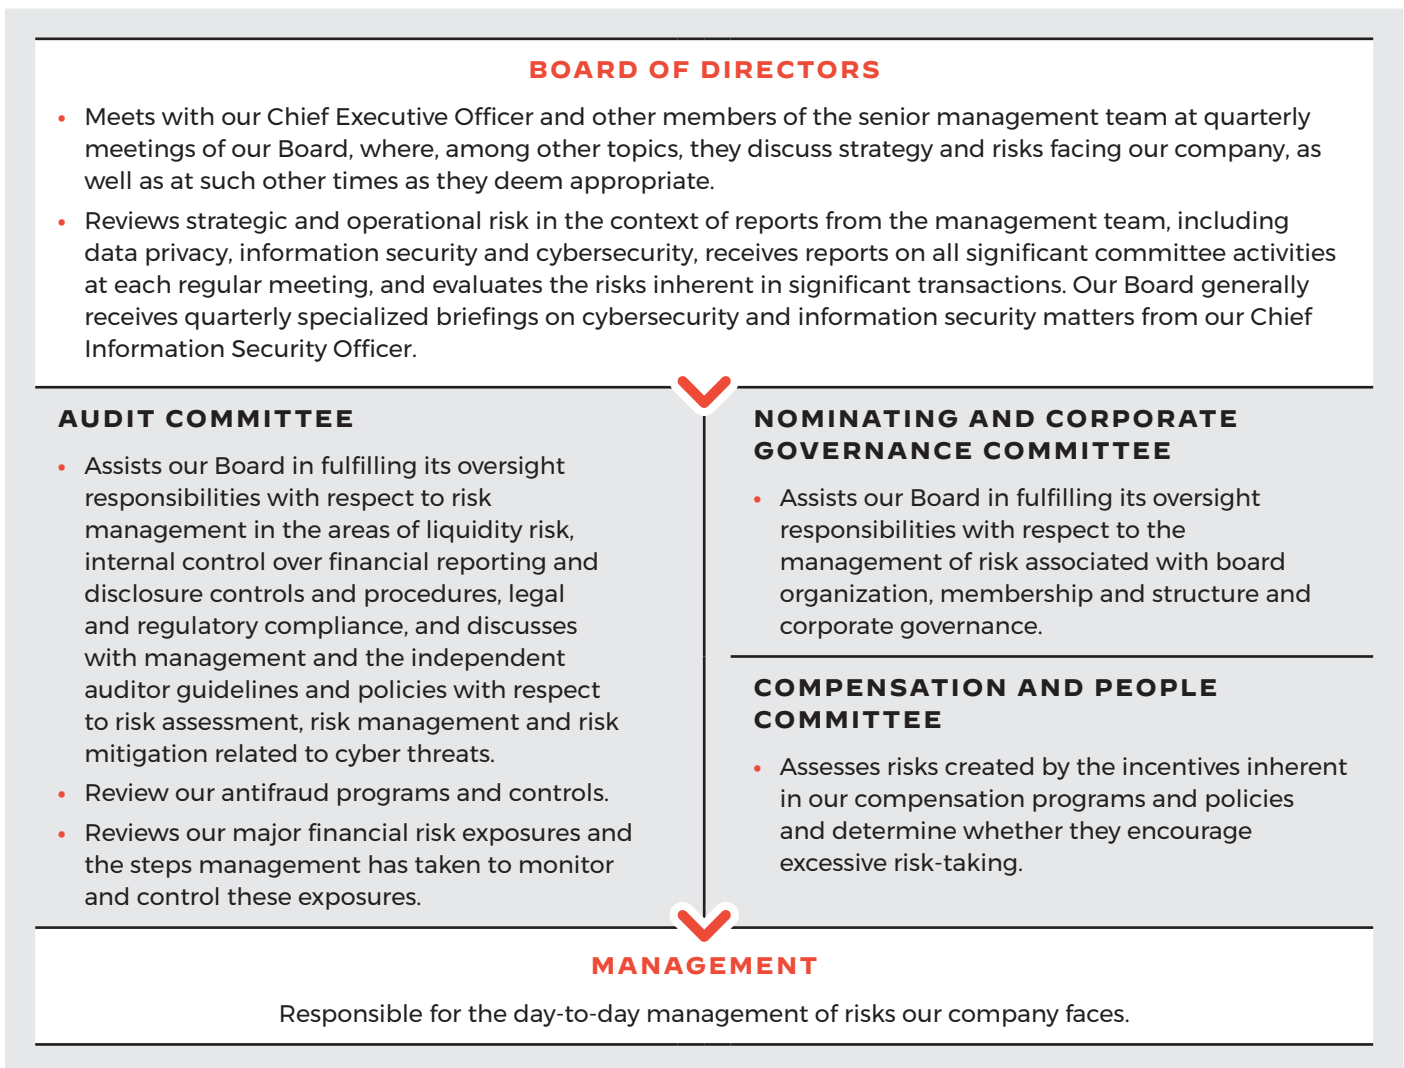 BOARD OF DIRECTORS
• Meets with our Chief Executive Officer and other members of the senior management team at quarterly
meetings of our Board, where, among other topics, they discuss strategy and risks facing our company, as
well as at such other times as they deem appropriate.
• Reviews strategic and operational risk in the context of reports from the management team, including
data privacy, information security and cybersecurity, receives reports on all significant committee activities
at each regular meeting, and evaluates the risks inherent in significant transactions. Our Board generally
receives quarterly specialized briefings on cybersecurity and information security matters from our Chief
Information Security Officer.
AUDIT COMMITTEE
• Assists our Board in fulfilling its oversight
responsibilities with respect to risk
management in the areas of liquidity risk,
internal control over financial reporting and
disclosure controls and procedures, legal
and regulatory compliance, and discusses
with management and the independent
auditor guidelines and policies with respect
to risk assessment, risk management and risk
mitigation related to cyber threats.
• Review our antifraud programs and controls.
• Reviews our major financial risk exposures and
the steps management has taken to monitor
and control these exposures.
NOMINATING AND CORPORATE
GOVERNANCE COMMITTEE
• Assists our Board in fulfilling its oversight
responsibilities with respect to the
management of risk associated with board
organization, membership and structure and
corporate governance.
COMPENSATION AND PEOPLE
COMMITTEE
• Assesses risks created by the incentives inherent
in our compensation programs and policies
and determine whether they encourage
excessive risk-taking.
MANAGEMENT
Responsible for the day-to-day management of risks our company faces.